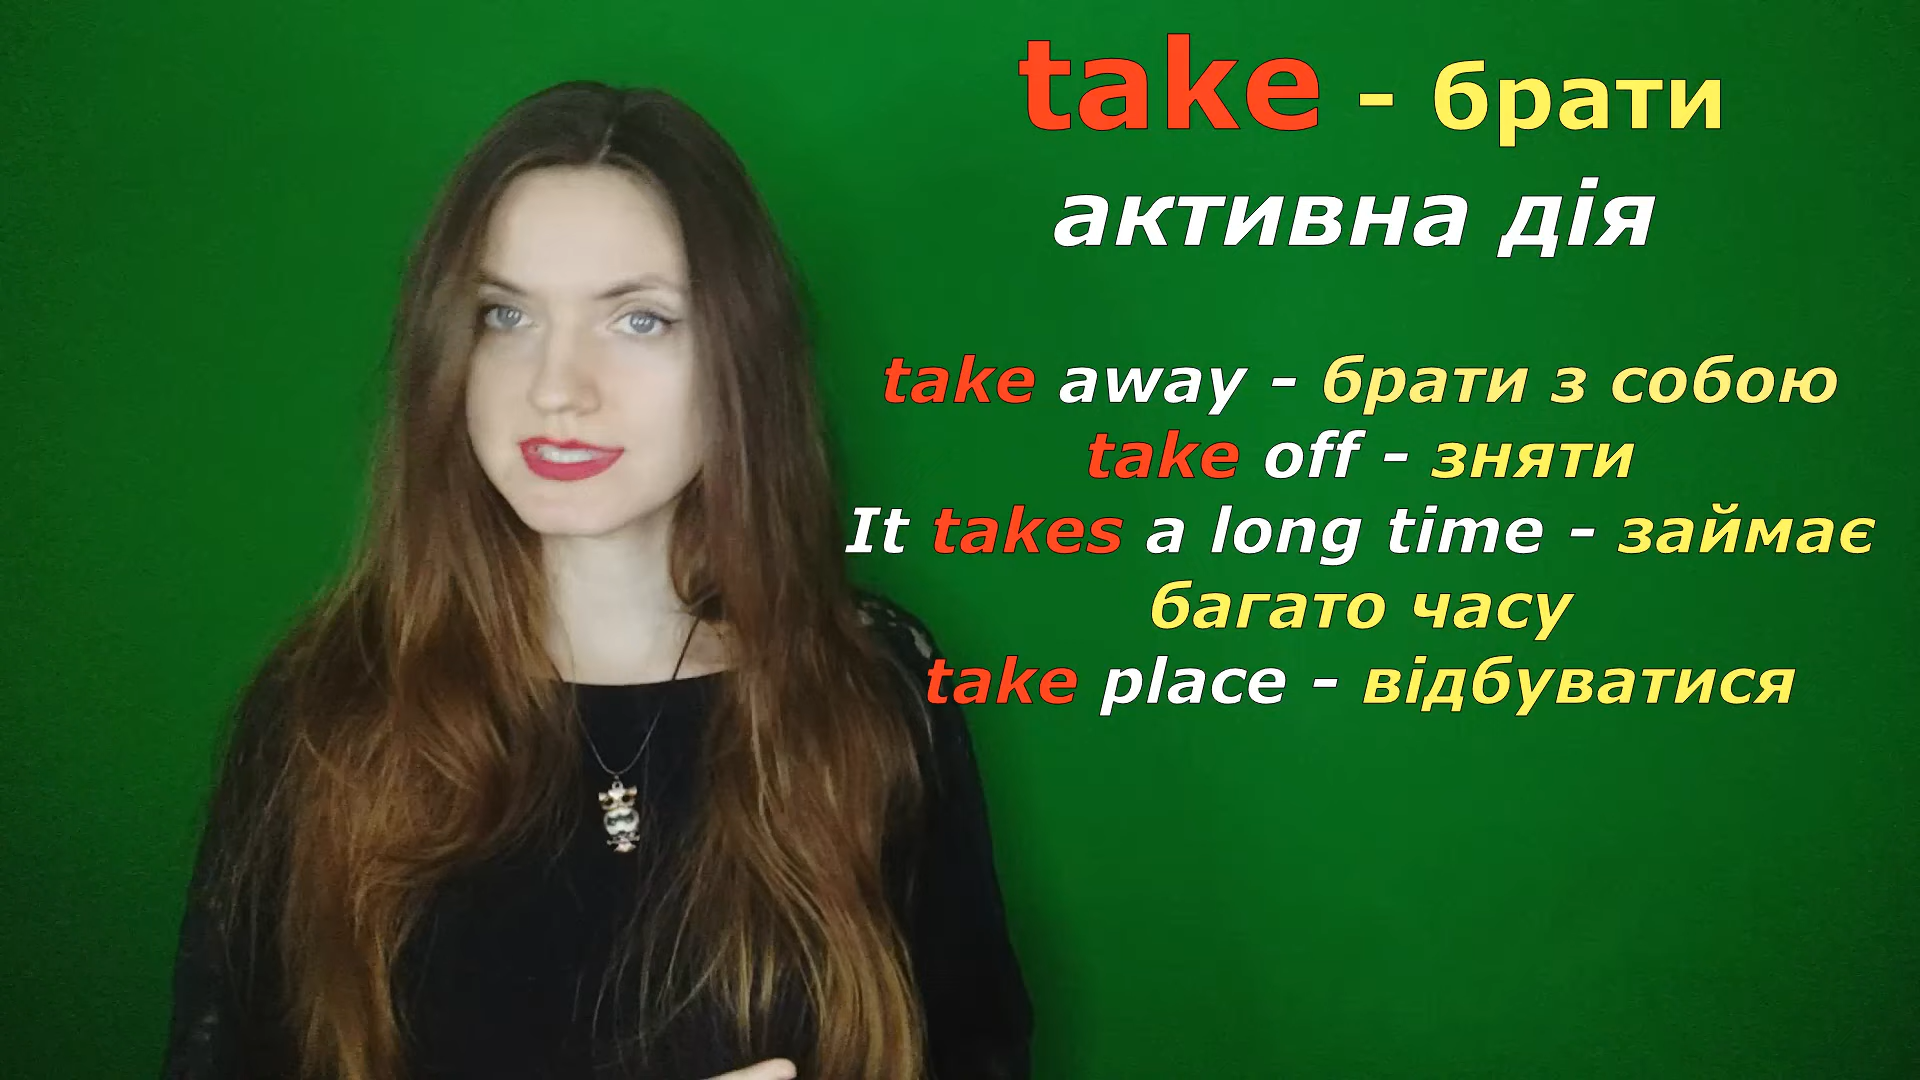 take - брати
активна дія
take away - брати з собою
take off - зняти
It takes a long time - займає
багато часу
take place - відбуватися